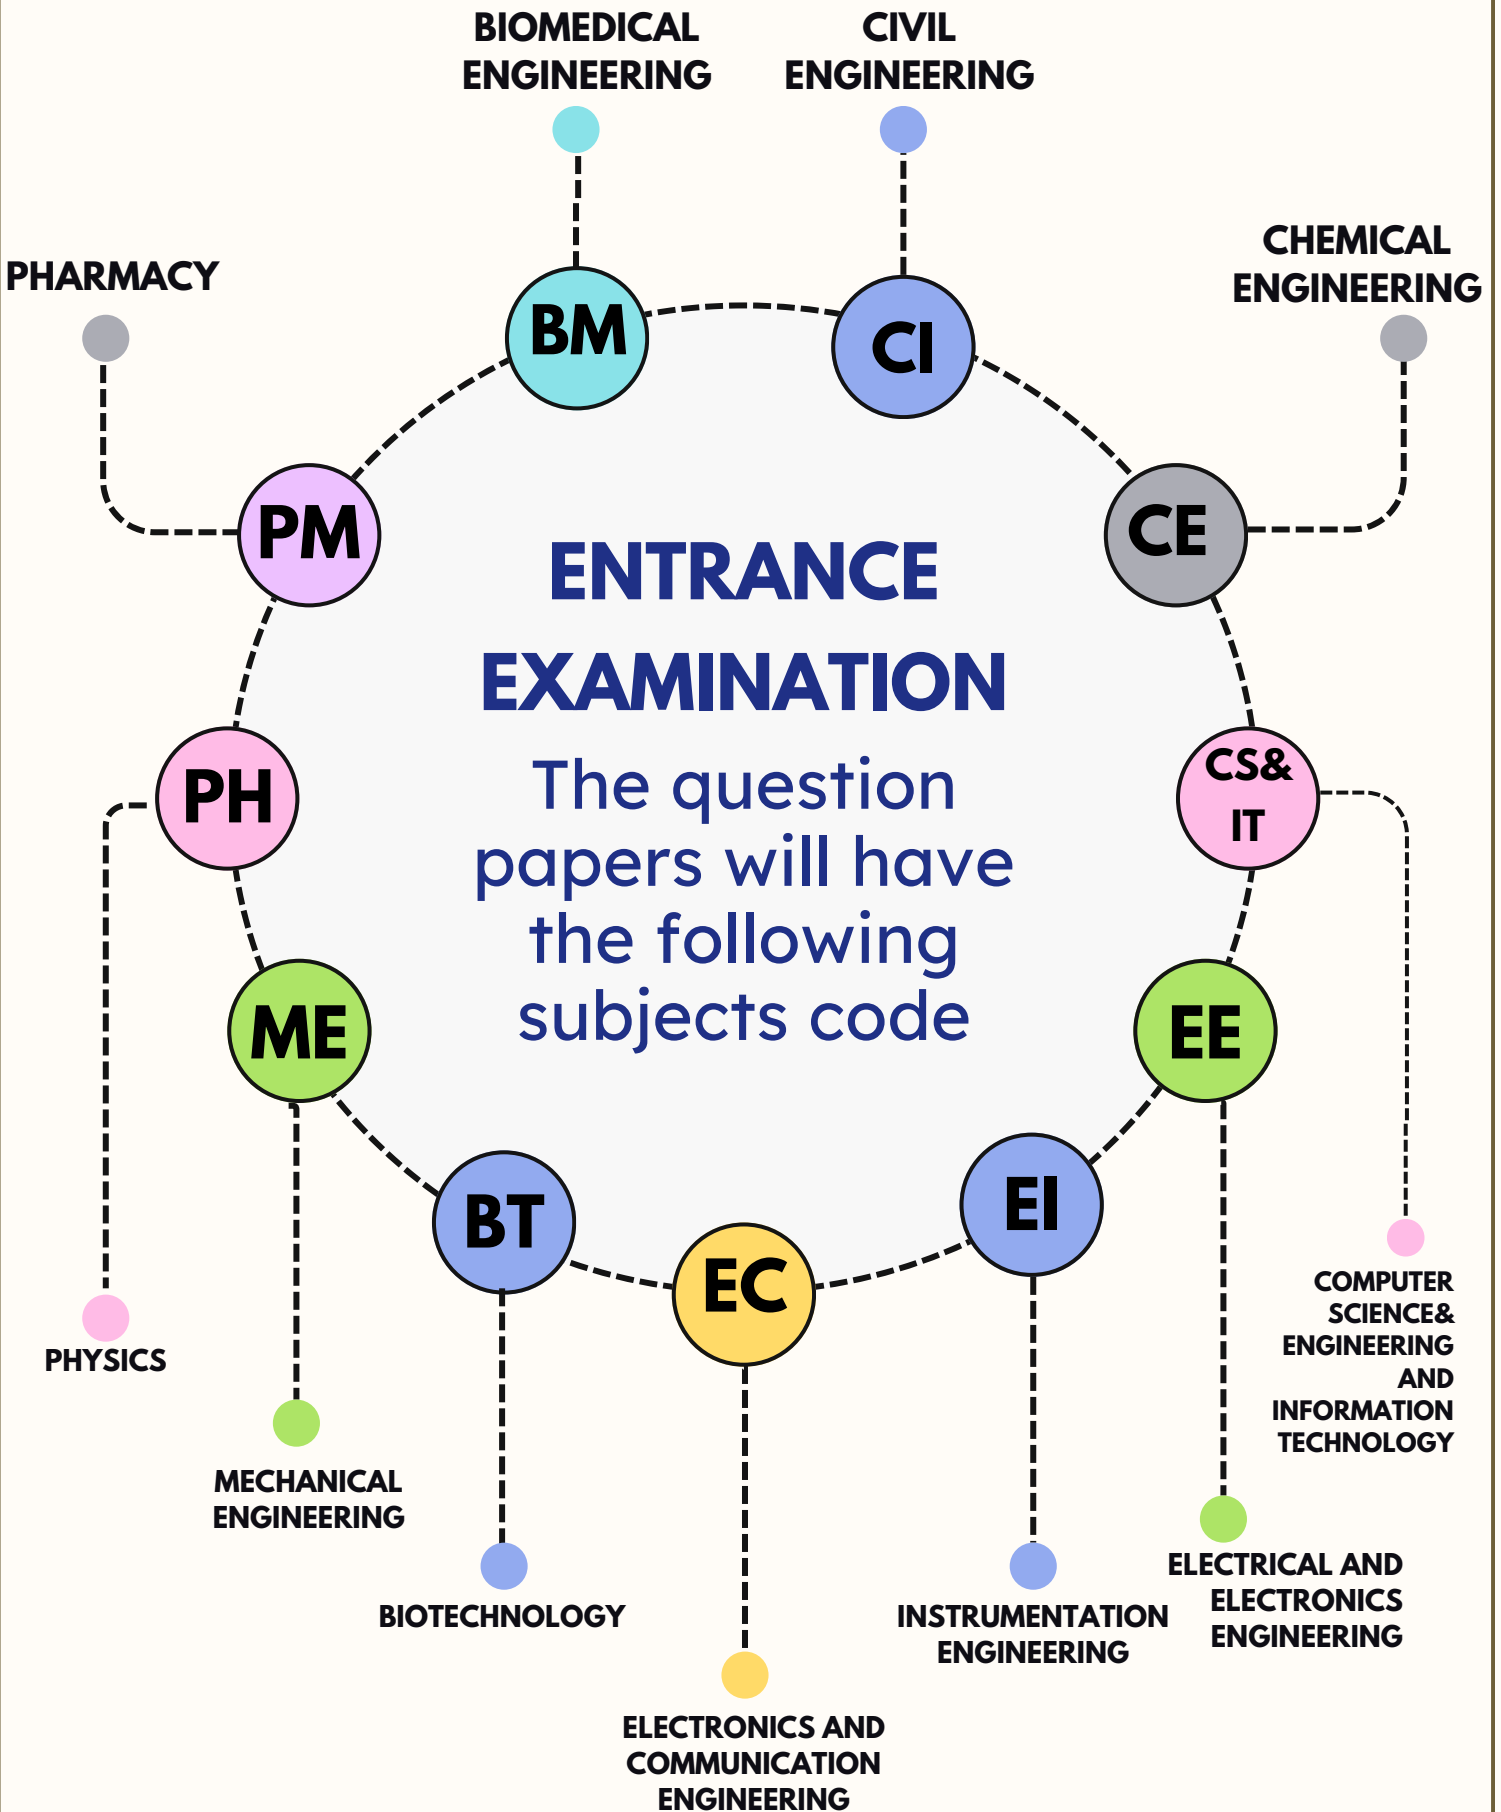 BIOMEDICAL
ENGINEERING
CIVIL
ENGINEERING
CHEMICAL
ENGINEERING
PHARMACY
BM
CI
PM
CE
ENTRANCE
EXAMINATION
The question
papers will have
the following
subjects code
PH
CS&
IT
ME
EE
BT
EI
EC
PHYSICS
COMPUTER
SCIENCE&
ENGINEERING
AND
INFORMATION
TECHNOLOGY
MECHANICAL
ENGINEERING
BIOTECHNOLOGY
INSTRUMENTATION
ENGINEERING
ELECTRICAL AND
ELECTRONICS
ENGINEERING
ELECTRONICS AND
COMMUNICATION
ENGINEERING